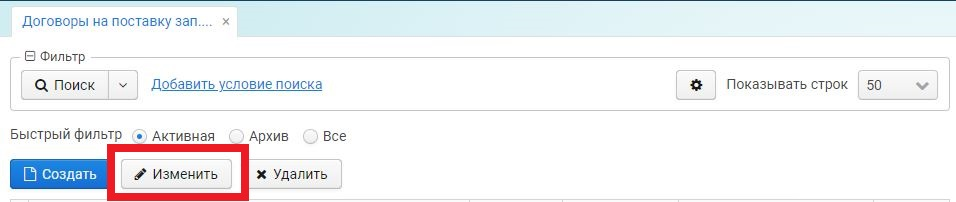 Договоры на поставку зап.... ×
Фильтр
Поиск Добавить условие поиска Показывать строк 50
Быстрый фильтр Активная Архив Все
Создать Изменить Удалить